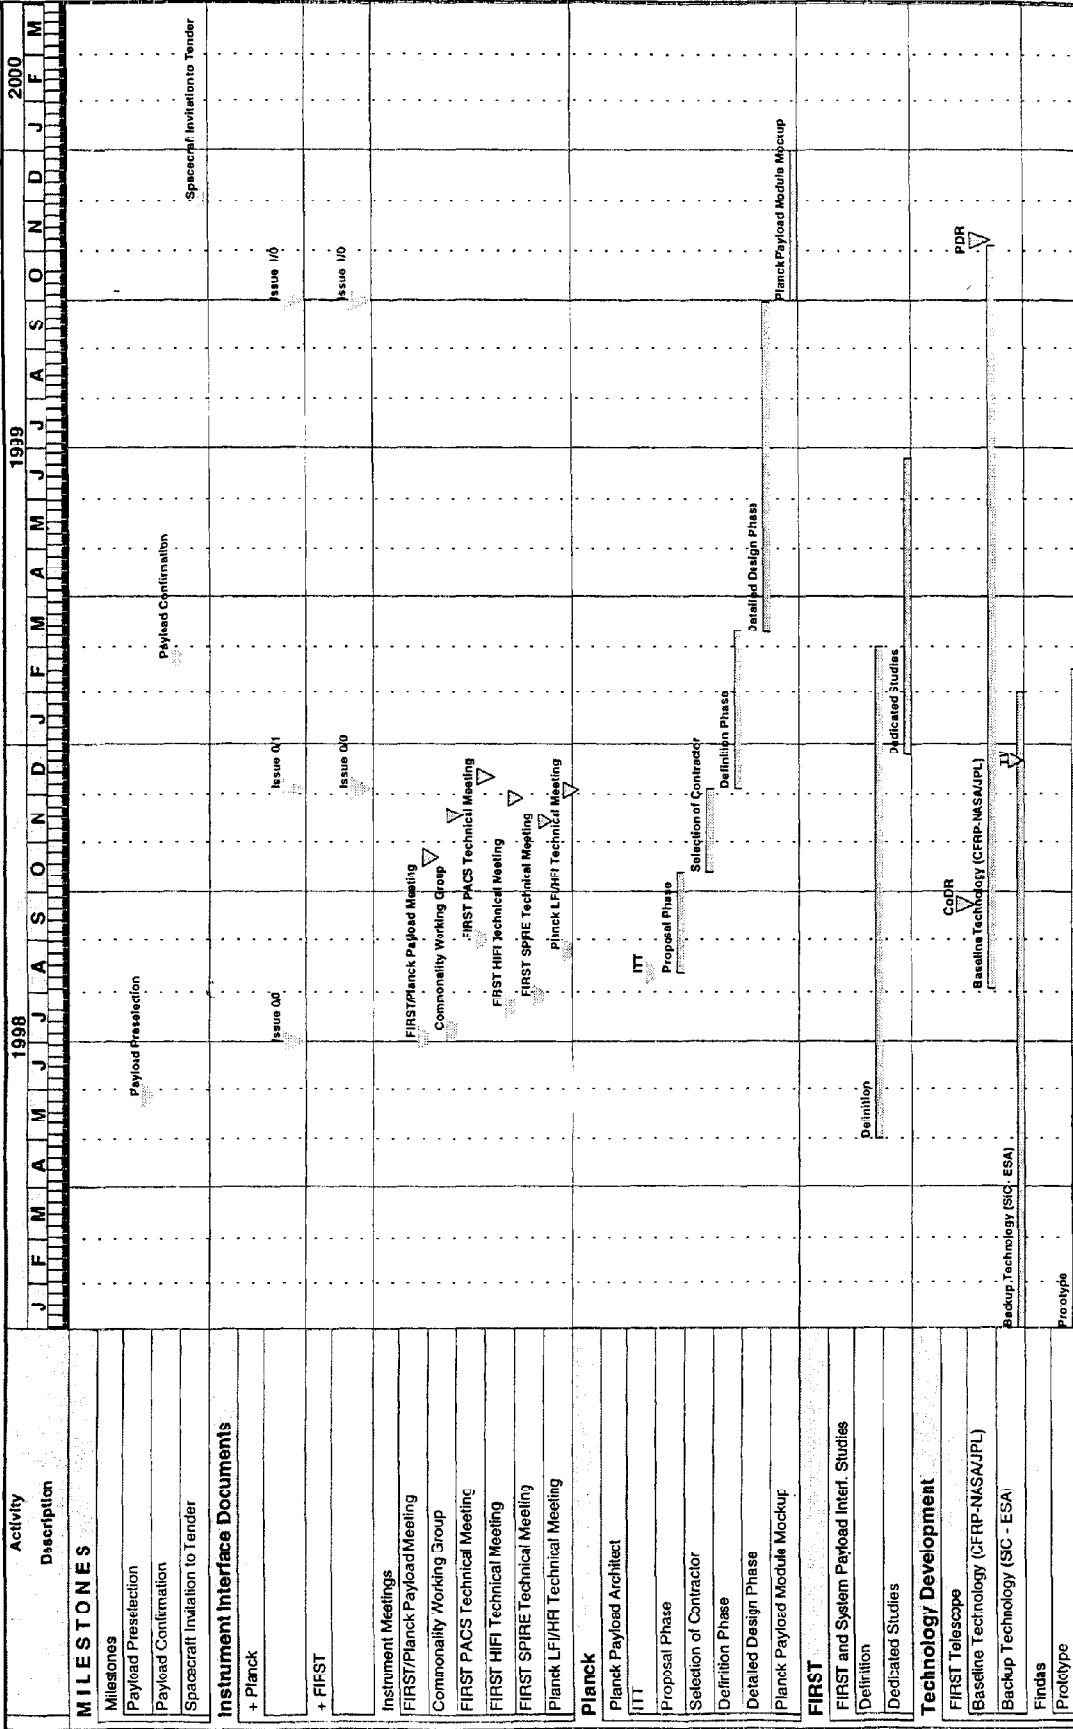 Activity
Description
1998
1999
2000
J F M A M J J A S O N D J F M A M J J A S O N D J F M
MILESTONES
Milestones
Payload Preselection
Payload Preselection
Payload Confirmation
Payload Confirmation
Spacecraft Invitation to Tender
Spacecraft Invitation to Tender
Instrument Interface Documents
+ Planck
Issue 0/0
Issue 0/1
Issue 1/0
+ FIRST
Issue 0/0
Issue 1/0
Instrument Meetings
FIRST/Planck Payload Meeting
FIRST/Planck Payload Meeting
Commonality Working Group
Commonality Working Group
FIRST PACS Technical Meeting
FIRST PACS Technical Meeting
FIRST HIFI Technical Meeting
FIRST HIFI Technical Meeting
FIRST SPIRE Technical Meeting
FIRST SPIRE Technical Meeting
Planck LFI/HFI Technical Meeting
Planck LFI/HFI Technical Meeting
Planck
Planck Payload Architect
ITT
ITT
Proposal Phase
Proposal Phase
Selection of Contractor
Selection of Contractor
Definition Phase
Definition Phase
Detailed Design Phase
Detailed Design Phase
Planck Payload Module Mockup
Planck Payload Module Mockup
FIRST
FIRST and System Payload Interf. Studies
Definition
Definition
Dedicated Studies
Dedicated Studies
Technology Development
FIRST Telescope
CoDR
PDR
Baseline Technology (CFRP-NASA/JPL)
Baseline Technology (CFRP-NASA/JPL)
Backup Technology (SiC - ESA)
Backup Technology (SiC - ESA)
Findas
Prototype
Prototype